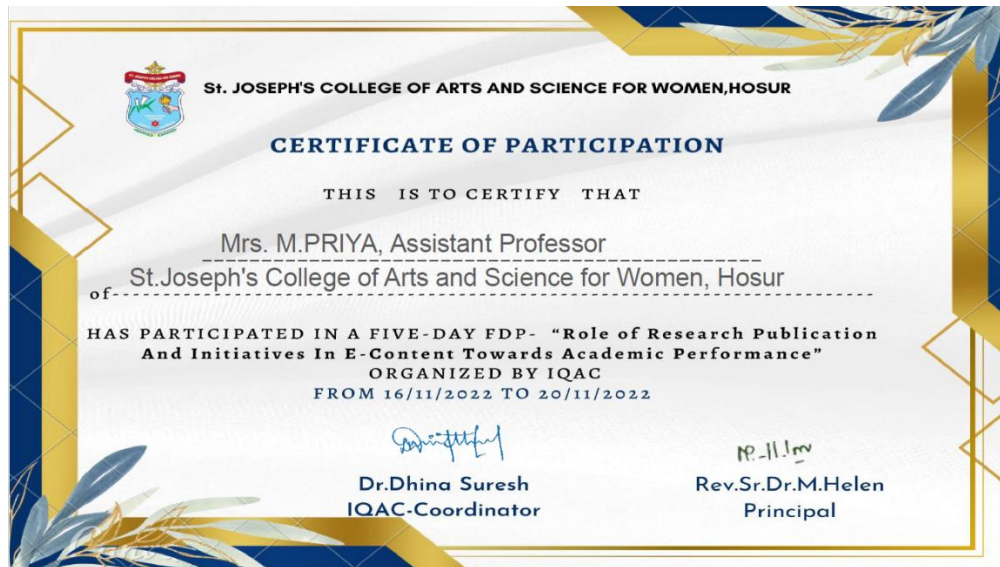 St. JOSEPH'S COLLEGE OF ARTS AND SCIENCE FOR WOMEN,HOSUR
CERTIFICATE OF PARTICIPATION
THIS IS TO CERTIFY THAT
Mrs. M.PRIYA, Assistant Professor
St.Joseph's College of Arts and Science for Women, Hosur
of
HAS PARTICIPATED IN A FIVE-DAY FDP- “Role of Research Publication
And Initiatives In E-Content Towards Academic Performance”
ORGANIZED BY IQAC
FROM 16/11/2022 TO 20/11/2022
Dr.Dhina Suresh
IQAC-Coordinator
Rev.Sr.Dr.M.Helen
Principal